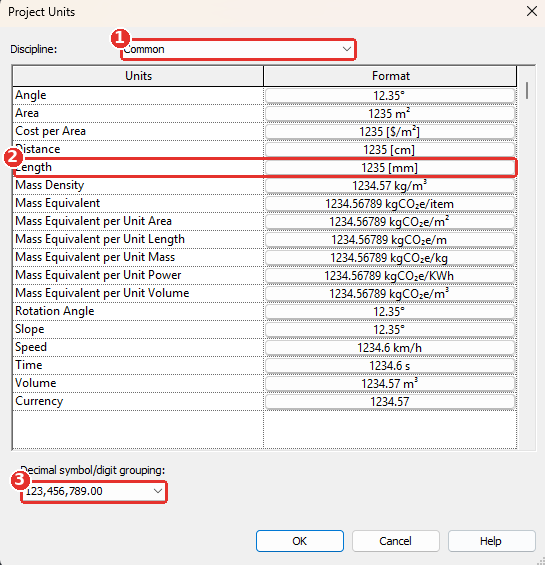 Project Units
1
Discipline: Common
Units Format
Angle 12.35°
Area 1235 m²
Cost per Area 1235 [$/m²]
Distance 1235 [cm]
2
Length 1235 [mm]
Mass Density 1234.57 kg/m³
Mass Equivalent 1234.56789 kgCO₂e/item
Mass Equivalent per Unit Area 1234.56789 kgCO₂e/m²
Mass Equivalent per Unit Length 1234.56789 kgCO₂e/m
Mass Equivalent per Unit Mass 1234.56789 kgCO₂e/kg
Mass Equivalent per Unit Power 1234.56789 kgCO₂e/KWh
Mass Equivalent per Unit Volume 1234.56789 kgCO₂e/m³
Rotation Angle 12.35°
Slope 12.35°
Speed 1234.6 km/h
Time 1234.6 s
Volume 1234.57 m³
Currency 1234.57
Decimal symbol/digit grouping:
3
123,456,789.00
OK Cancel Help